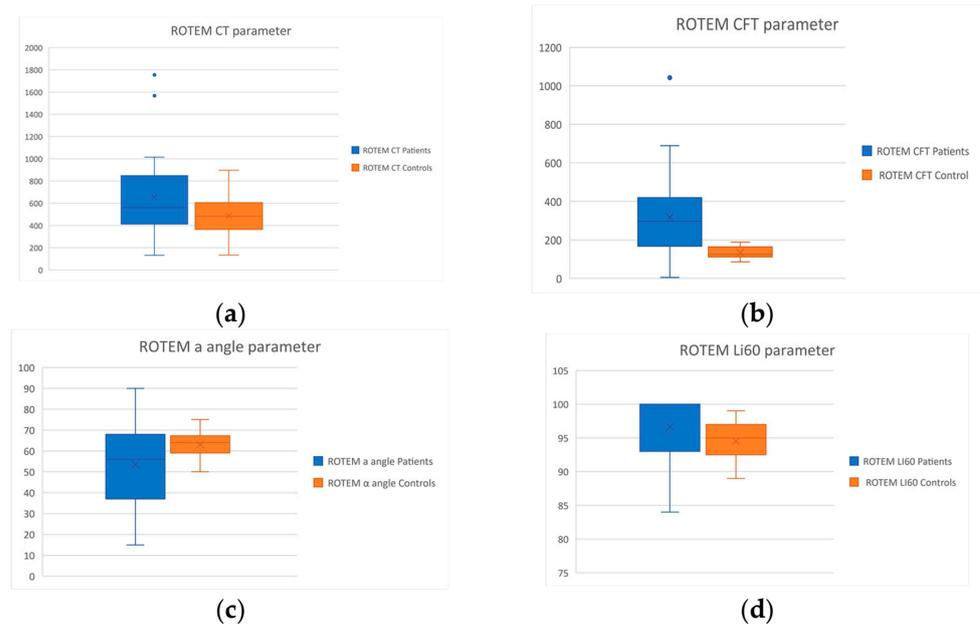 ROTEM CT parameter
2000
1800
1600
1400
1200
1000
800
600
400
200
0
ROTEM CT Patients
ROTEM CT Controls
(a)
ROTEM CFT parameter
1200
1000
800
600
400
200
0
ROTEM CFT Patients
ROTEM CFT Control
(b)
ROTEM a angle parameter
100
90
80
70
60
50
40
30
20
10
0
ROTEM a angle Patients
ROTEM α angle Controls
(c)
ROTEM Li60 parameter
105
100
95
90
85
80
75
ROTEM LI60 Patients
ROTEM LI60 Controls
(d)